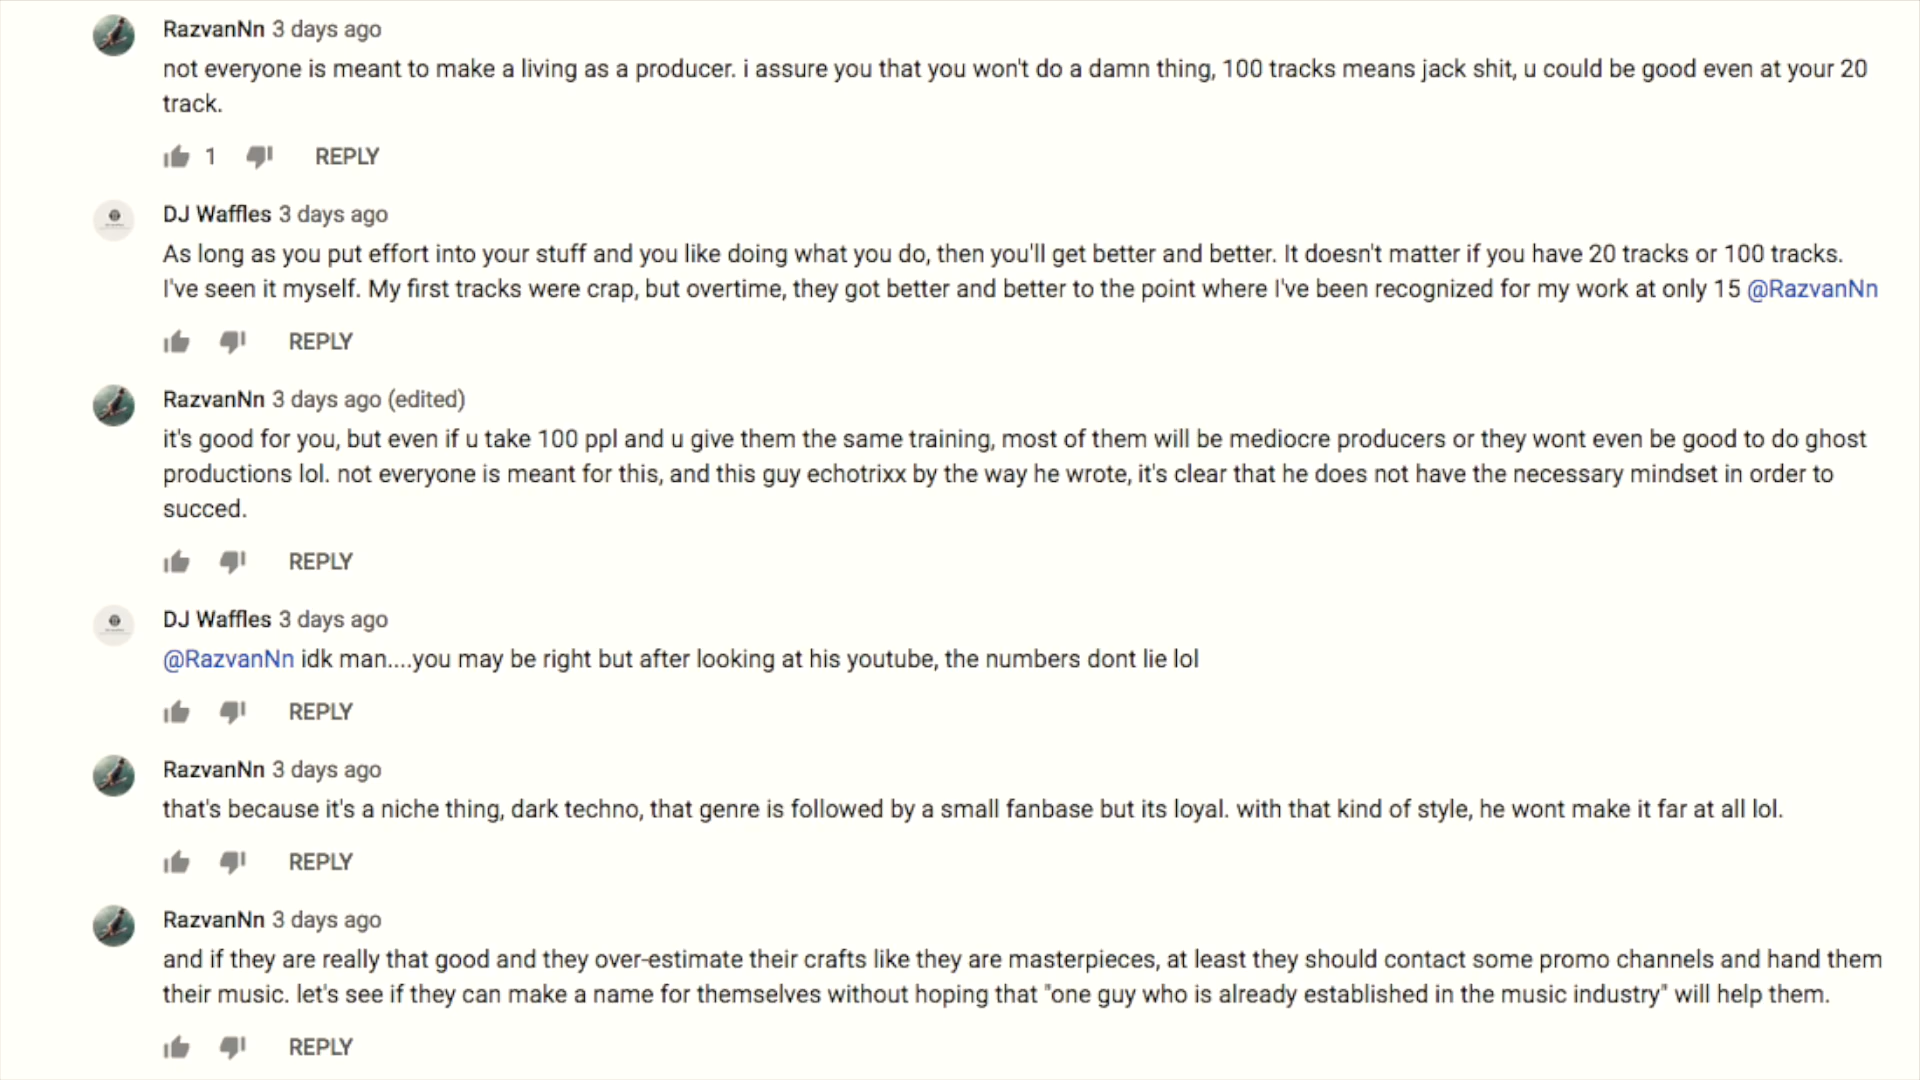 RazvanNn 3 days ago
not everyone is meant to make a living as a producer. i assure you that you won't do a damn thing, 100 tracks means jack shit, u could be good even at your 20
track.
1 REPLY
DJ Waffles 3 days ago
As long as you put effort into your stuff and you like doing what you do, then you'll get better and better. It doesn't matter if you have 20 tracks or 100 tracks.
I've seen it myself. My first tracks were crap, but overtime, they got better and better to the point where I've been recognized for my work at only 15 @RazvanNn
REPLY
RazvanNn 3 days ago (edited)
it's good for you, but even if u take 100 ppl and u give them the same training, most of them will be mediocre producers or they wont even be good to do ghost
productions lol. not everyone is meant for this, and this guy echotrixx by the way he wrote, it's clear that he does not have the necessary mindset in order to
succed.
REPLY
DJ Waffles 3 days ago
@RazvanNn idk man....you may be right but after looking at his youtube, the numbers dont lie lol
REPLY
RazvanNn 3 days ago
that's because it's a niche thing, dark techno, that genre is followed by a small fanbase but its loyal. with that kind of style, he wont make it far at all lol.
REPLY
RazvanNn 3 days ago
and if they are really that good and they over-estimate their crafts like they are masterpieces, at least they should contact some promo channels and hand them
their music. let's see if they can make a name for themselves without hoping that "one guy who is already established in the music industry" will help them.
REPLY